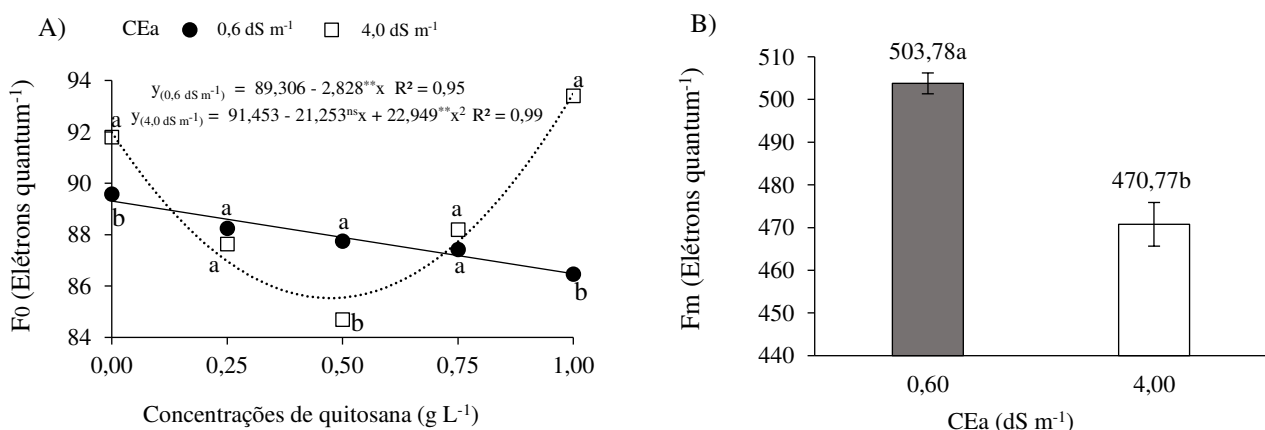 A)
CEa ● 0,6 dS m⁻¹ □ 4,0 dS m⁻¹
y(0,6 dS m⁻¹) = 89,306 - 2,828**x R² = 0,95
y(4,0 dS m⁻¹) = 91,453 - 21,253ⁿˢx + 22,949**x² R² = 0,99
F0 (Elétrons quantum⁻¹)
94
92
90
88
86
84
a
a
b
a
a
a
b
a
a
a
b
0,00 0,25 0,50 0,75 1,00
Concentrações de quitosana (g L⁻¹)
B)
Fm (Elétrons quantum⁻¹)
510
500
490
480
470
460
450
440
503,78a
470,77b
0,60 4,00
CEa (dS m⁻¹)